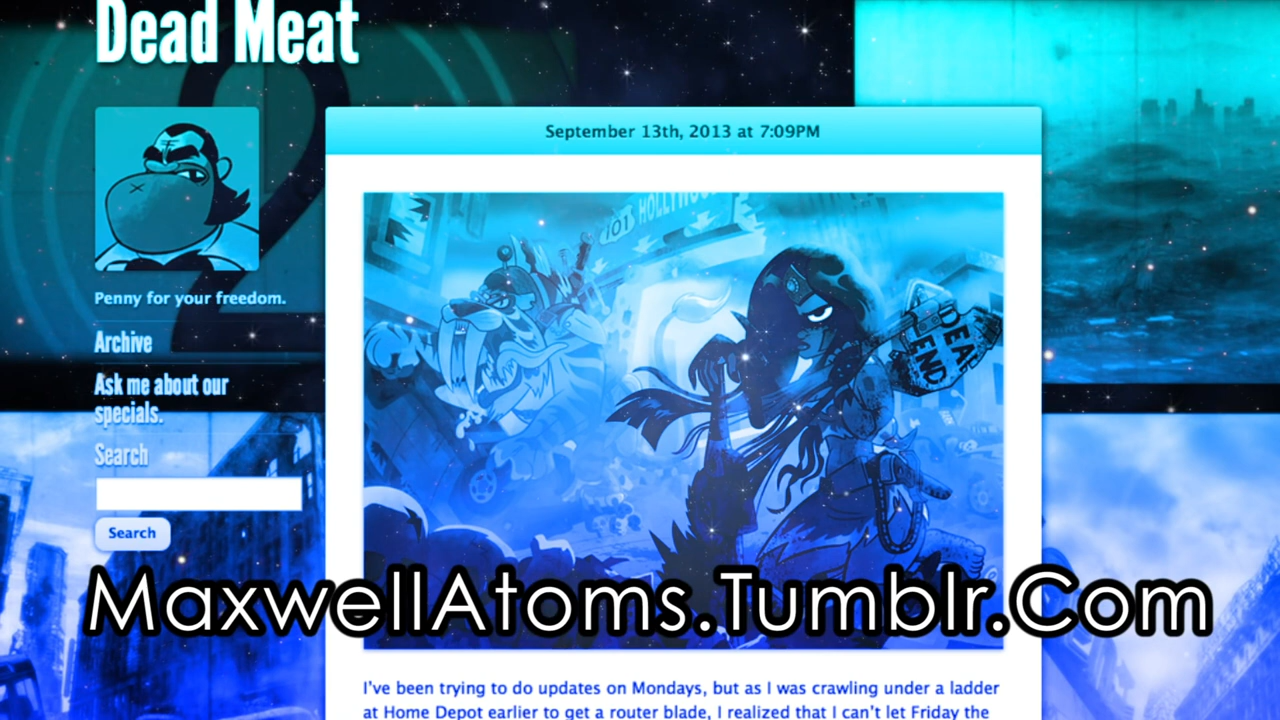 Dead Meat
September 13th, 2013 at 7:09PM
Penny for your freedom.
Archive
Ask me about our
specials.
Search
Search
101 HOLLYWOOD
DEAD
END
MaxwellAtoms.Tumblr.Com
I've been trying to do updates on Mondays, but as I was crawling under a ladder
at Home Depot earlier to get a router blade, I realized that I can't let Friday the